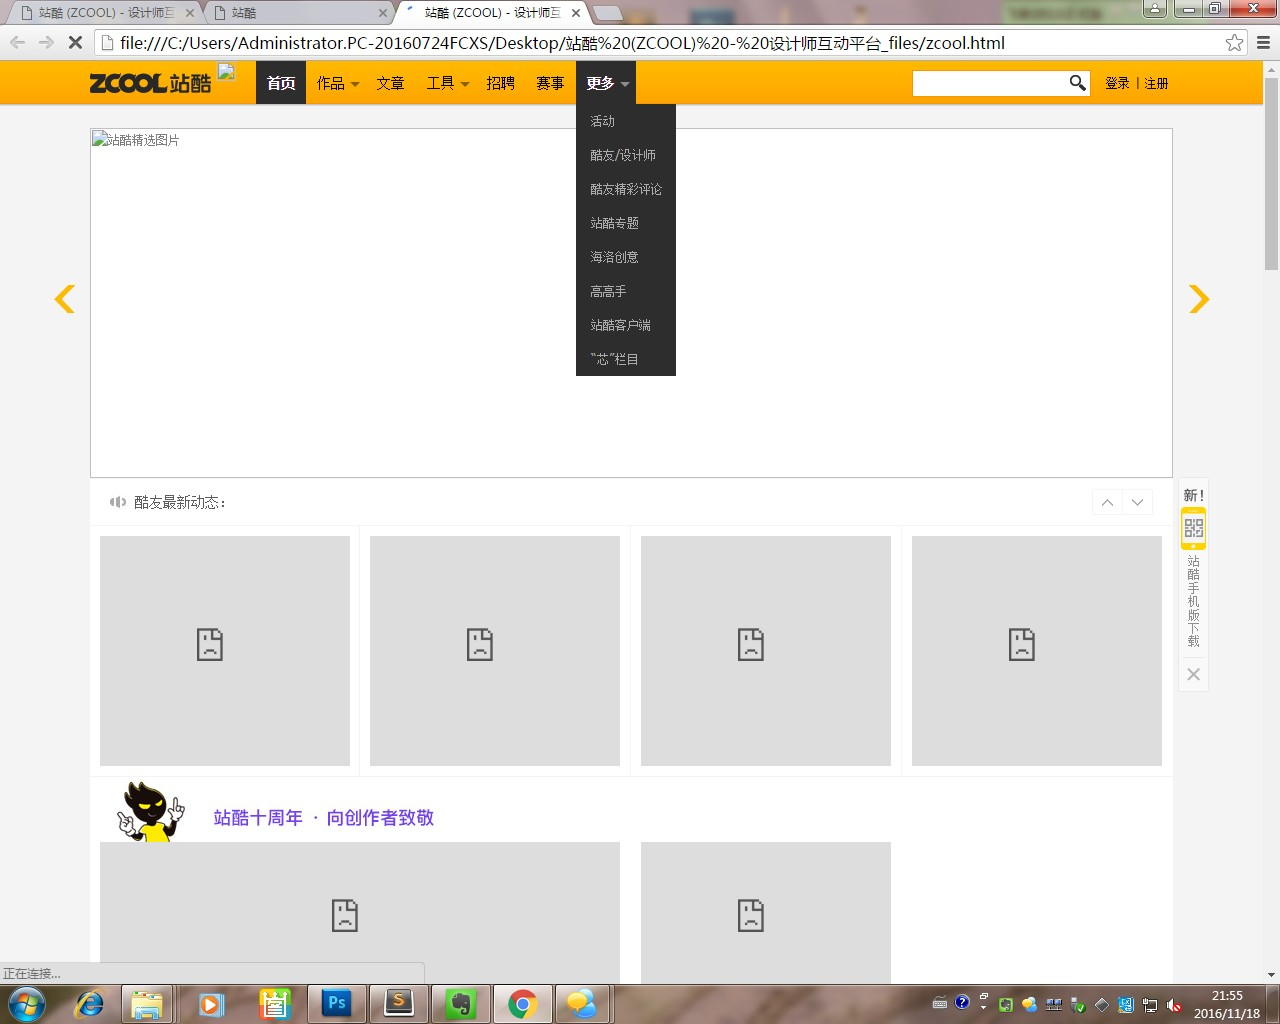 站酷 (ZCOOL) - 设计师互
站酷
站酷 (ZCOOL) - 设计师互
file:///C:/Users/Administrator.PC-20160724FCXS/Desktop/站酷%20(ZCOOL)%20-%20设计师互动平台_files/zcool.html
ZCOOL 站酷
首页
作品
文章
工具
招聘
赛事
更多
登录 | 注册
活动
酷友/设计师
酷友精彩评论
站酷专题
海洛创意
高高手
站酷客户端
“芯”栏目
站酷精选图片
酷友最新动态：
新!
站酷手机版下载
站酷十周年 · 向创作者致敬
正在连接...
Ps
S
21:55
2016/11/18